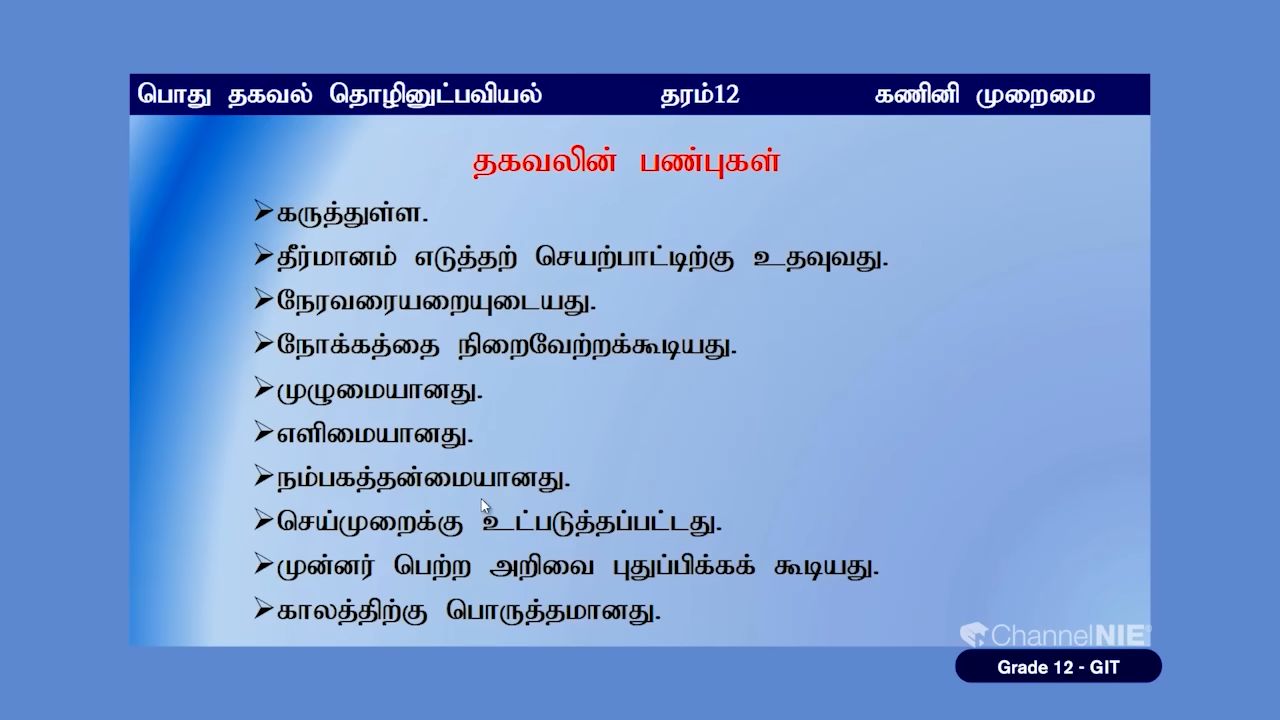 பொது தகவல் தொழினுட்பவியல் தரம்12 கணினி முறைமை
தகவலின் பண்புகள்
➢கருத்துள்ள.
➢தீர்மானம் எடுத்தற் செயற்பாட்டிற்கு உதவுவது.
➢நேரவரையறையுடையது.
➢நோக்கத்தை நிறைவேற்றக்கூடியது.
➢முழுமையானது.
➢எளிமையானது.
➢நம்பகத்தன்மையானது.
➢செய்முறைக்கு உட்படுத்தப்பட்டது.
➢முன்னர் பெற்ற அறிவை புதுப்பிக்கக் கூடியது.
➢காலத்திற்கு பொருத்தமானது.
ChannelNIE
Grade 12 - GIT